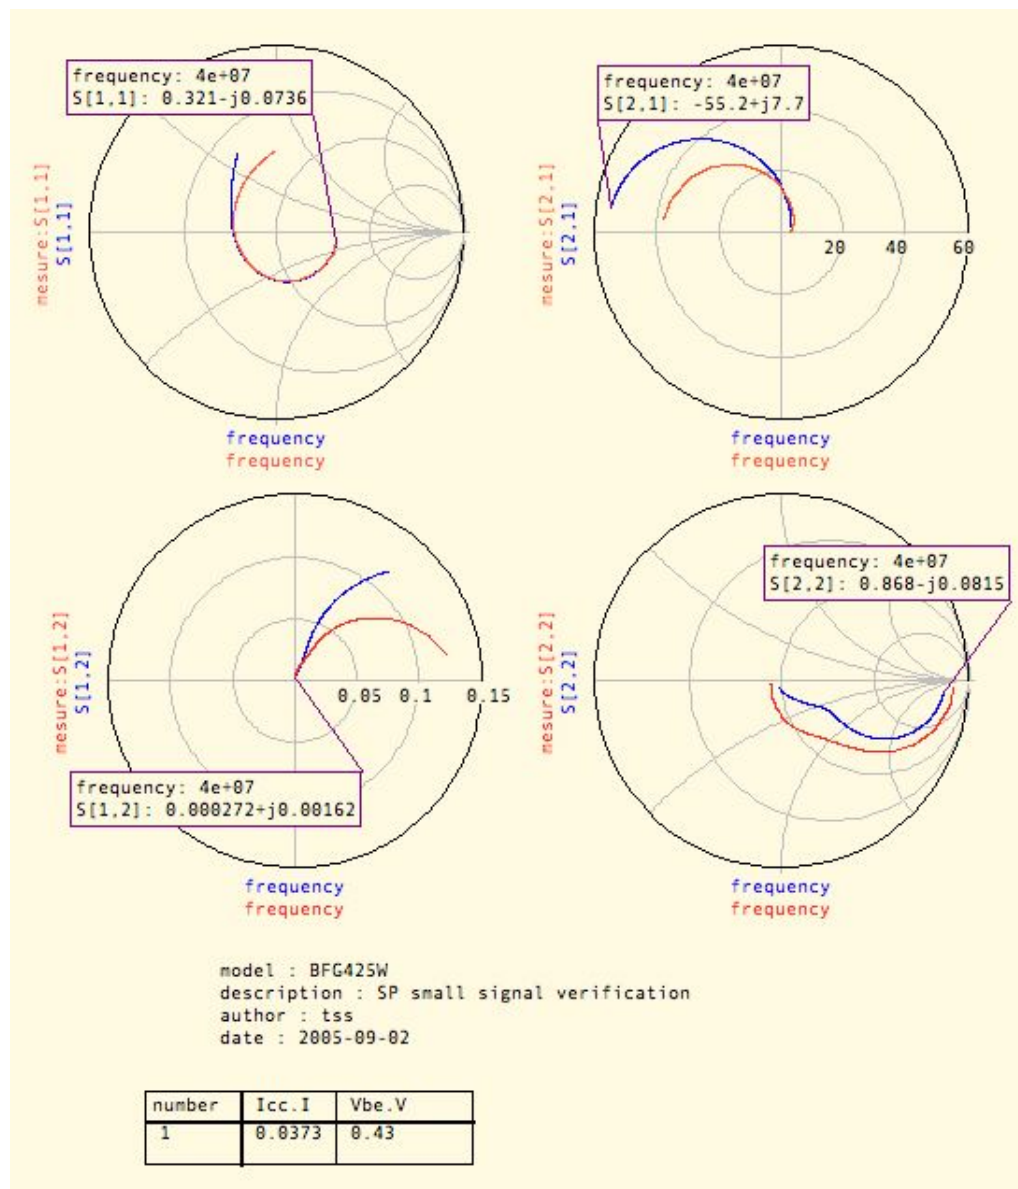 frequency: 4e+07
S[1,1]: 0.321-j0.0736
mesure:S[1,1]
S[1,1]
frequency
frequency
frequency: 4e+07
S[2,1]: -55.2+j7.7
mesure:S[2,1]
S[2,1]
20 40 60
frequency
frequency
mesure:S[1,2]
S[1,2]
0.05 0.1 0.15
frequency: 4e+07
S[1,2]: 0.000272+j0.00162
frequency
frequency
frequency: 4e+07
S[2,2]: 0.868-j0.0815
mesure:S[2,2]
S[2,2]
frequency
frequency
model : BFG425W
description : SP small signal verification
author : tss
date : 2005-09-02
number Icc.I Vbe.V
1 0.0373 0.43